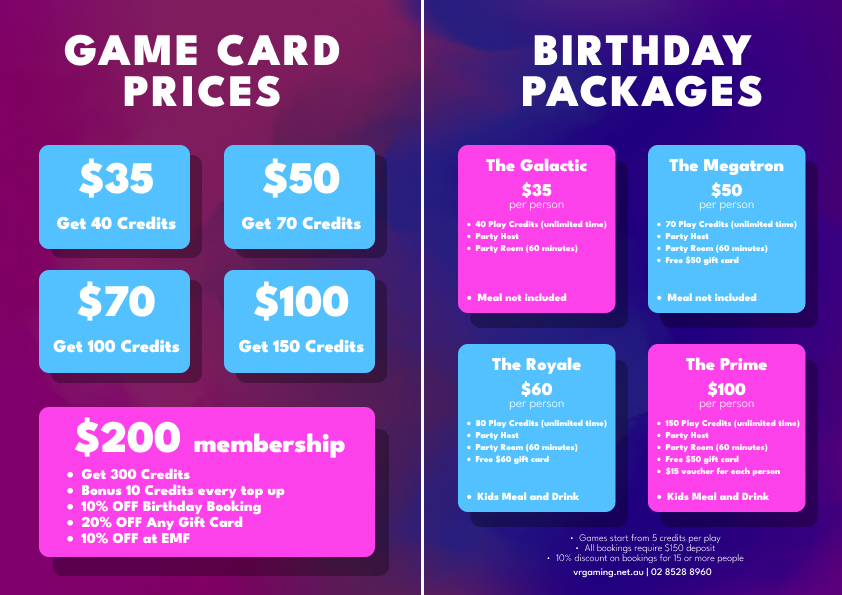 GAME CARD
PRICES
$35
Get 40 Credits
$50
Get 70 Credits
$70
Get 100 Credits
$100
Get 150 Credits
$200 membership
• Get 300 Credits
• Bonus 10 Credits every top up
• 10% OFF Birthday Booking
• 20% OFF Any Gift Card
• 10% OFF at EMF
BIRTHDAY
PACKAGES
The Galactic
$35
per person
• 40 Play Credits (unlimited time)
• Party Host
• Party Room (60 minutes)
• Meal not included
The Megatron
$50
per person
• 70 Play Credits (unlimited time)
• Party Host
• Party Room (60 minutes)
• Free $50 gift card
• Meal not included
The Royale
$60
per person
• 80 Play Credits (unlimited time)
• Party Host
• Party Room (60 minutes)
• Free $60 gift card
• Kids Meal and Drink
The Prime
$100
per person
• 150 Play Credits (unlimited time)
• Party Host
• Party Room (60 minutes)
• Free $50 gift card
• $15 voucher for each person
• Kids Meal and Drink
• Games start from 5 credits per play
• All bookings require $150 deposit
• 10% discount on bookings for 15 or more people
vrgaming.net.au | 02 8528 8960